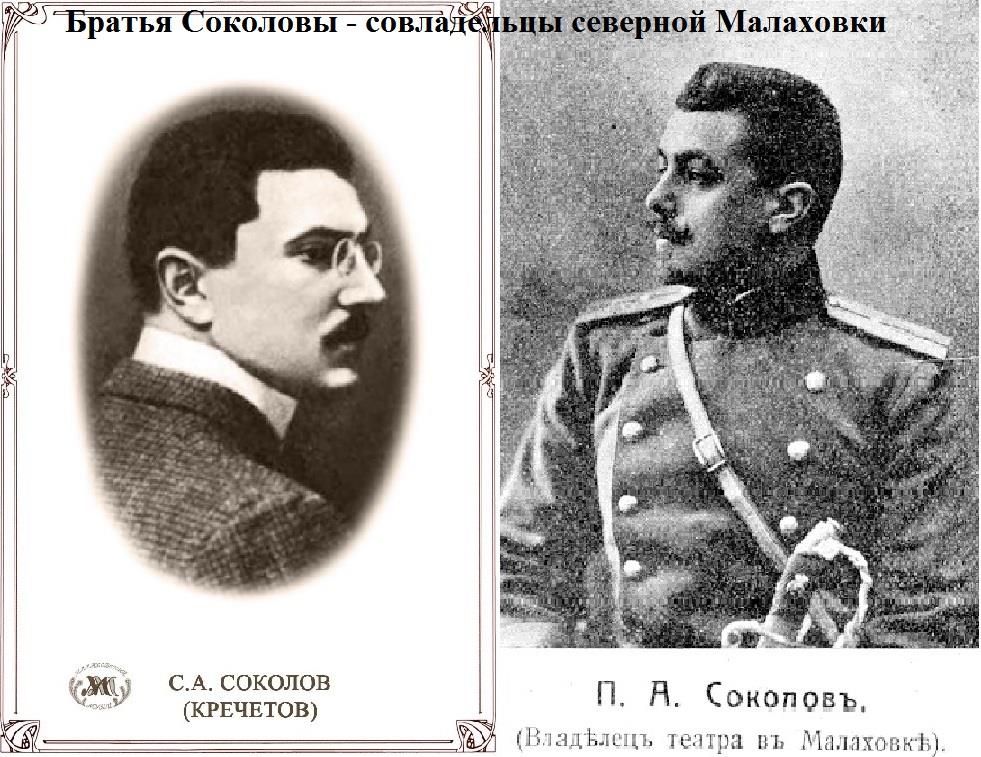 Братья Соколовы - совладельцы северной Малаховки
С.А. СОКОЛОВ
(КРЕЧЕТОВ)
П. А. Соколовъ.
(Владѣлецъ театра въ Малаховкѣ).